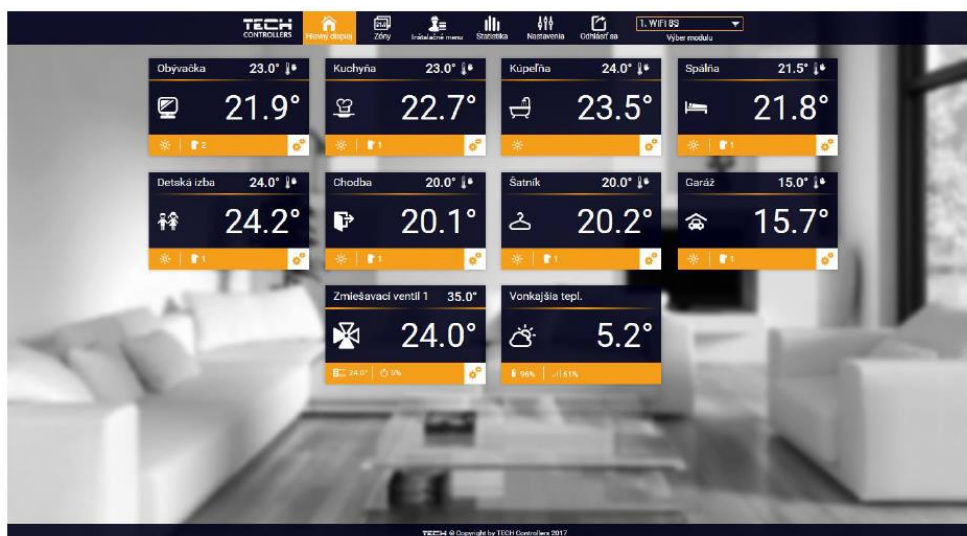 TECH
CONTROLLERS
Hlavný displej
Zóny
Inštalačné menu
Štatistika
Nastavenia
Odhlásiť sa
1. WIFI 8S
Výber modulu
Obývačka 23.0°
21.9°
2
Kuchyňa 23.0°
22.7°
1
Kúpeľňa 24.0°
23.5°
Spálňa 21.5°
21.8°
1
Detská izba 24.0°
24.2°
1
Chodba 20.0°
20.1°
1
Šatník 20.0°
20.2°
1
Garáž 15.0°
15.7°
1
Zmiešavací ventil 1 35.0°
24.0°
24.0° 5%
Vonkajšia tepl.
5.2°
96% 61%
TECH © Copyright by TECH Controllers 2017